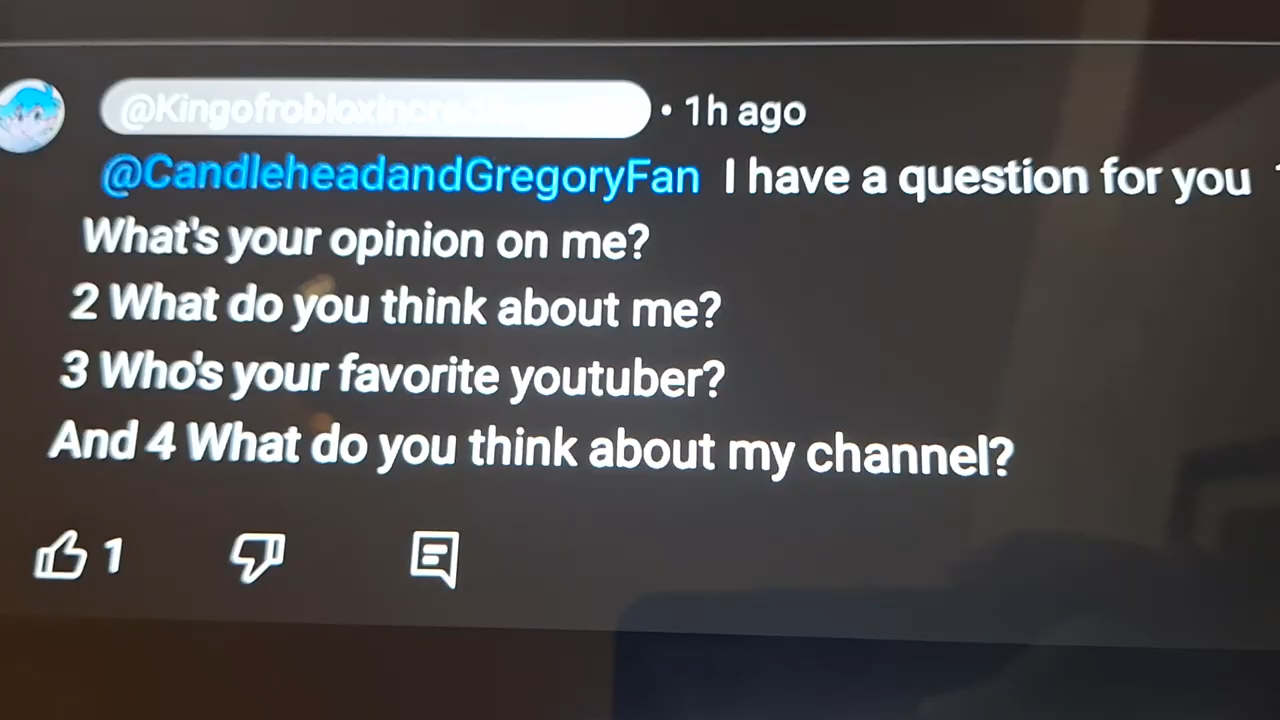 • 1h ago
@CandleheadandGregoryFan I have a question for you
What's your opinion on me?
2 What do you think about me?
3 Who's your favorite youtuber?
And 4 What do you think about my channel?
1